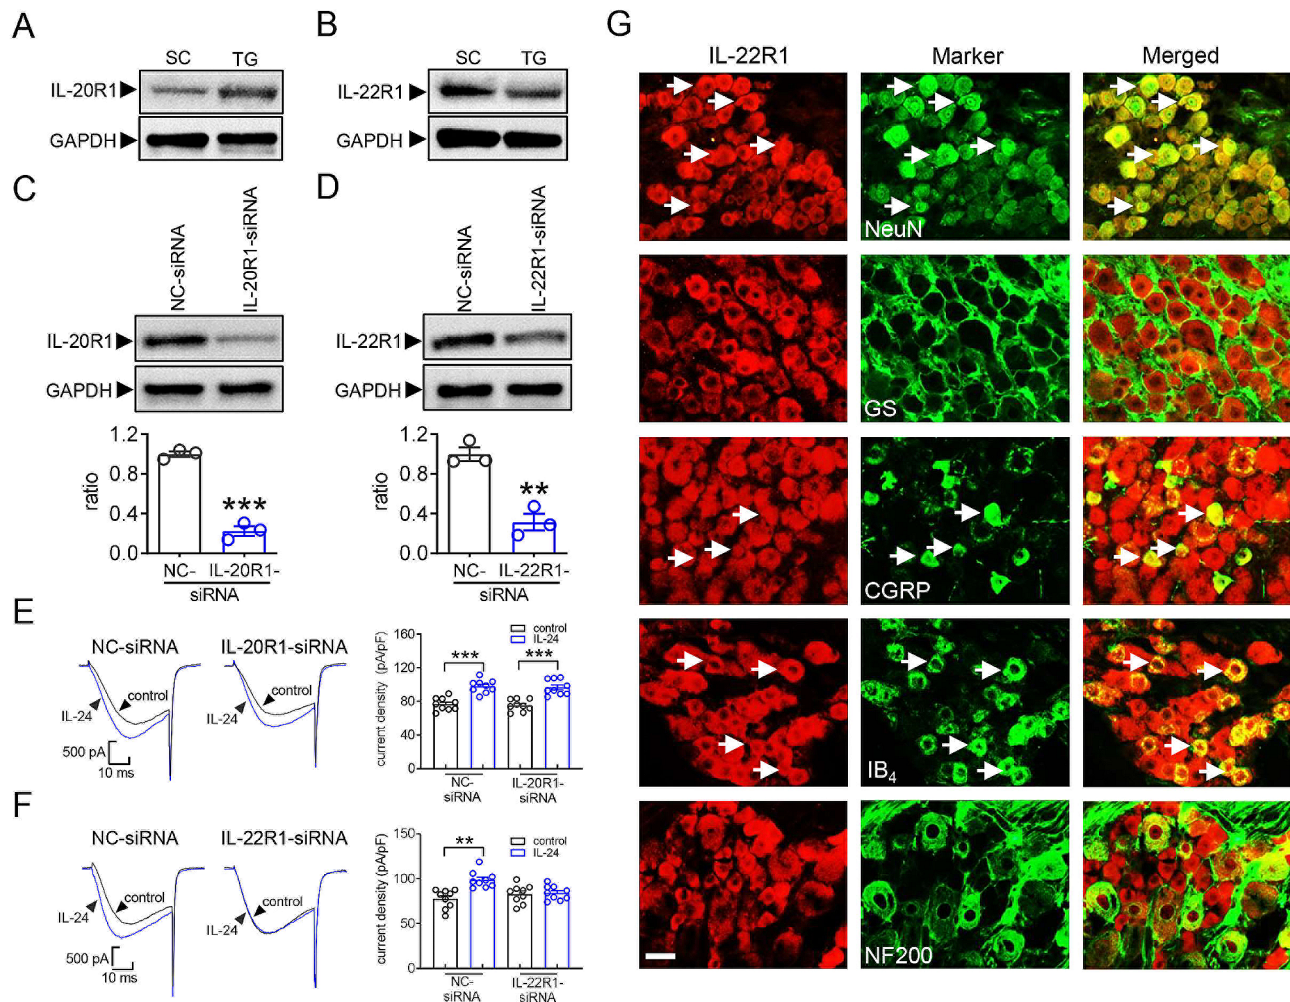 A
SC TG
IL-20R1
GAPDH
B
SC TG
IL-22R1
GAPDH
C
NC-siRNA
IL-20R1-siRNA
IL-20R1
GAPDH
1.2
0.8
0.4
0.0
ratio
***
NC- IL-20R1-
siRNA
D
NC-siRNA
IL-22R1-siRNA
IL-22R1
GAPDH
1.2
0.8
0.4
0.0
ratio
**
NC- IL-22R1-
siRNA
E
NC-siRNA
control
IL-24
500 pA
10 ms
IL-20R1-siRNA
control
IL-24
current density (pA/pF)
160
120
80
40
0
control
IL-24
***
***
NC-
siRNA
IL-20R1-
siRNA
F
NC-siRNA
control
IL-24
500 pA
10 ms
IL-22R1-siRNA
control
IL-24
current density (pA/pF)
150
100
50
0
control
IL-24
**
NC-
siRNA
IL-22R1-
siRNA
G
IL-22R1 Marker Merged
NeuN
GS
CGRP
IB4
NF200